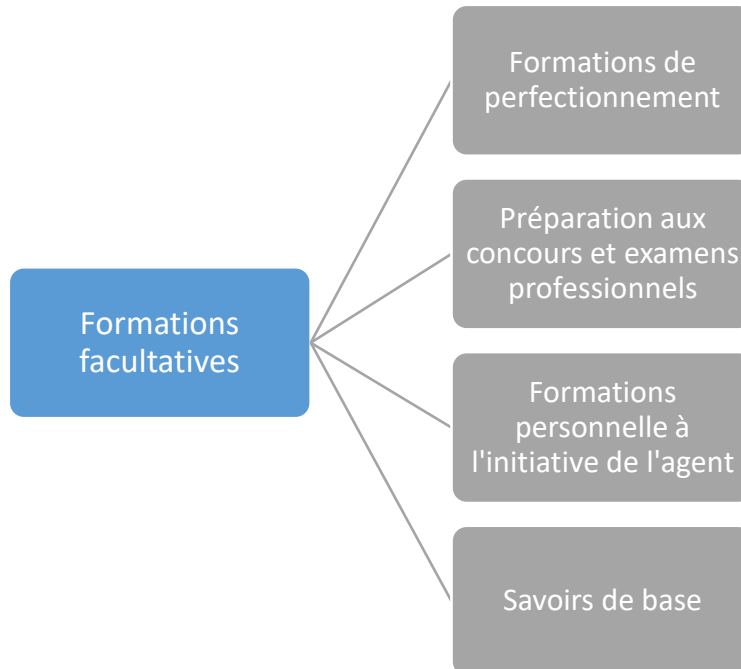 Formations
facultatives
Formations de
perfectionnement
Préparation aux
concours et examens
professionnels
Formations
personnelle à
l'initiative de l'agent
Savoirs de base